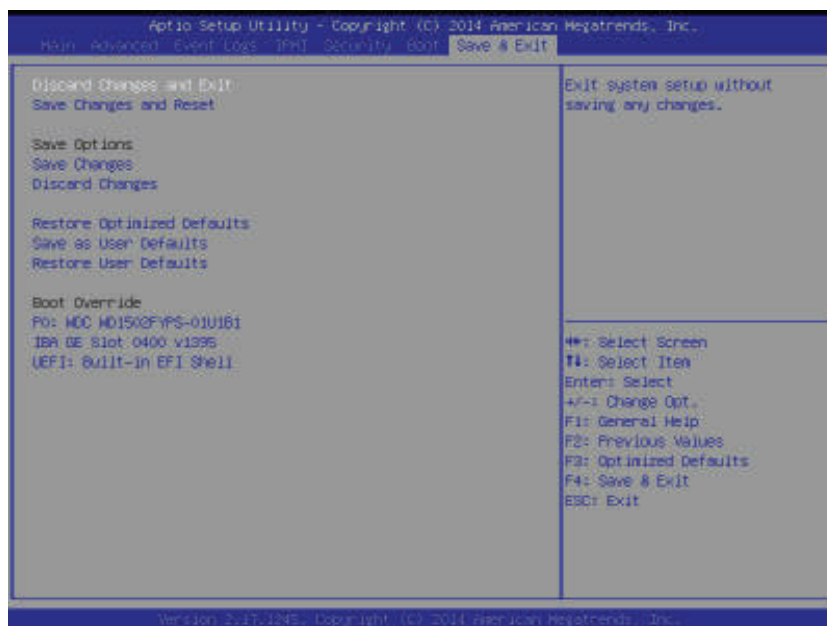 Aptio Setup Utility - Copyright (C) 2014 American Megatrends, Inc.
Main Advanced Event Logs IPMI Security Boot Save & Exit
Discard Changes and Exit
Save Changes and Reset
Save Options
Save Changes
Discard Changes
Restore Optimized Defaults
Save as User Defaults
Restore User Defaults
Boot Override
P0: WDC WD1502FYPS-01U1B1
IBA GE Slot 0400 v1395
UEFI: Built-in EFI Shell
Exit system setup without
saving any changes.
→←: Select Screen
↑↓: Select Item
Enter: Select
+/-: Change Opt.
F1: General Help
F2: Previous Values
F3: Optimized Defaults
F4: Save & Exit
ESC: Exit
Version 2.17.1245. Copyright (C) 2014 American Megatrends, Inc.